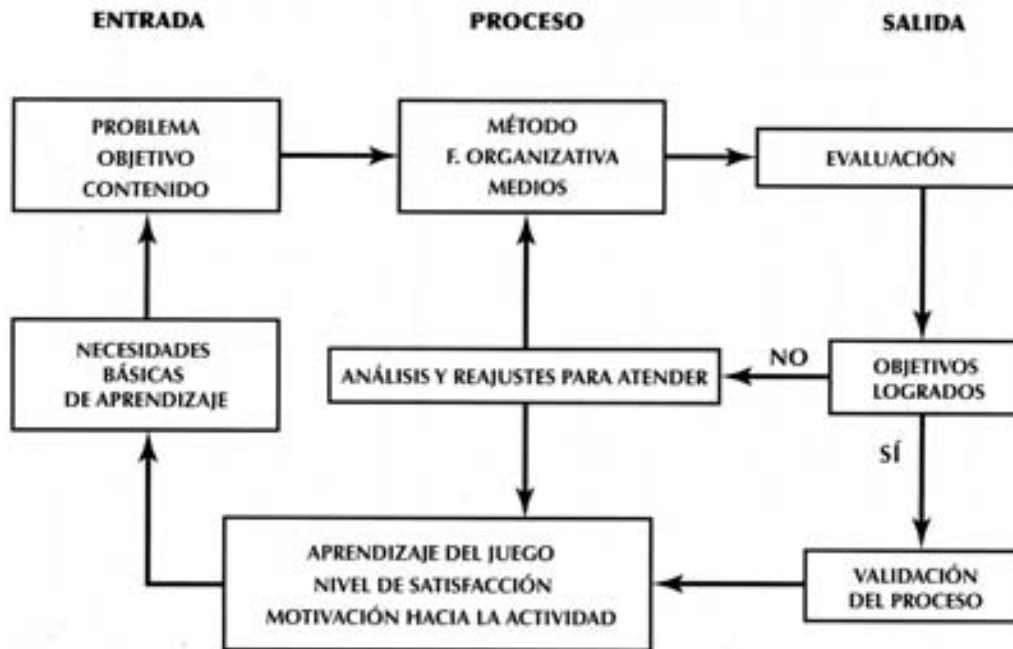 ENTRADA
PROCESO
SALIDA
PROBLEMA
OBJETIVO
CONTENIDO
MÉTODO
F. ORGANIZATIVA
MEDIOS
EVALUACIÓN
NECESIDADES
BÁSICAS
DE APRENDIZAJE
ANÁLISIS Y REAJUSTES PARA ATENDER
NO
OBJETIVOS
LOGRADOS
SÍ
APRENDIZAJE DEL JUEGO
NIVEL DE SATISFACCIÓN
MOTIVACIÓN HACIA LA ACTIVIDAD
VALIDACIÓN
DEL PROCESO